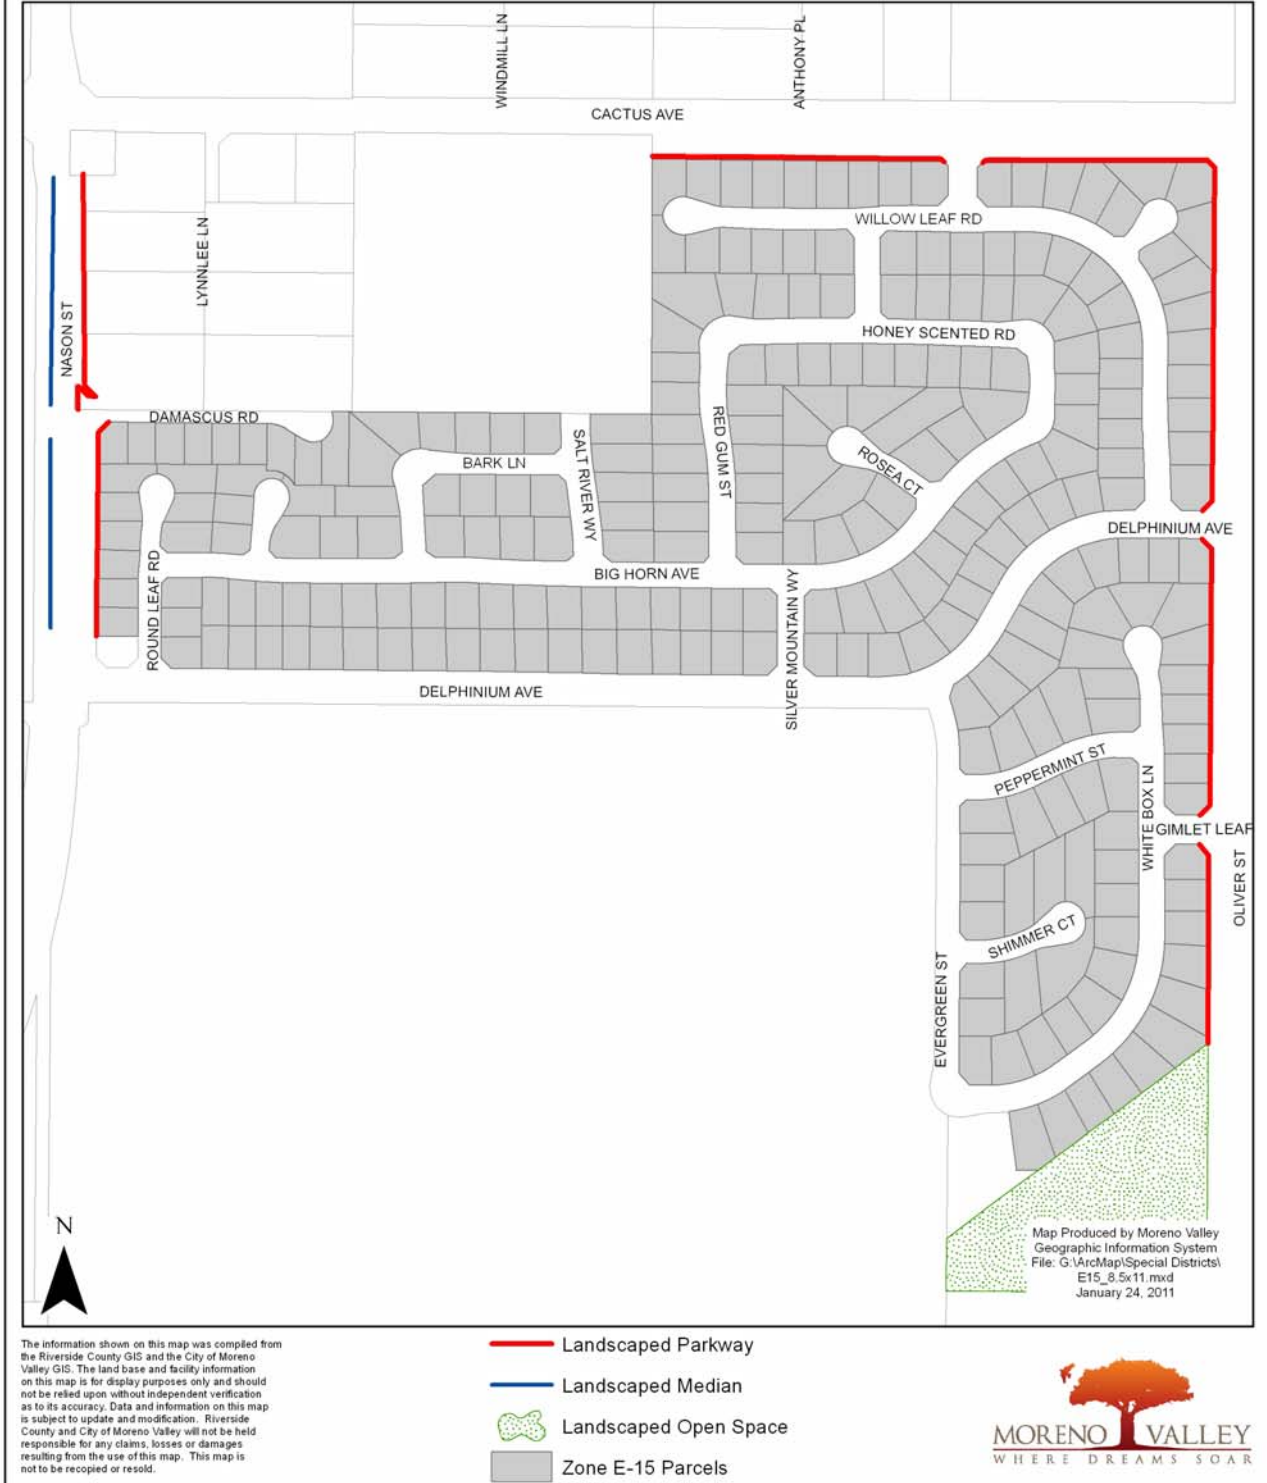 WINDMILL LN
ANTHONY PL
CACTUS AVE
LYNNLEE LN
NASON ST
WILLOW LEAF RD
HONEY SCENTED RD
DAMASCUS RD
RED GUM ST
SALT RIVER WY
BARK LN
ROSEA CT
DELPHINIUM AVE
BIG HORN AVE
ROUND LEAF RD
SILVER MOUNTAIN WY
DELPHINIUM AVE
PEPPERMINT ST
WHITE BOX LN
GIMLET LEAF
OLIVER ST
SHIMMER CT
EVERGREEN ST
N
Map Produced by Moreno Valley
Geographic Information System
File: G:\ArcMap\Special Districts\
E15_8.5x11.mxd
January 24, 2011
The information shown on this map was compiled from
the Riverside County GIS and the City of Moreno
Valley GIS. The land base and facility information
on this map is for display purposes only and should
not be relied upon without independent verification
as to its accuracy. Data and information on this map
is subject to update and modification. Riverside
County and City of Moreno Valley will not be held
responsible for any claims, losses or damages
resulting from the use of this map. This map is
not to be recopied or resold.
Landscaped Parkway
Landscaped Median
Landscaped Open Space
Zone E-15 Parcels
MORENO VALLEY
WHERE DREAMS SOAR